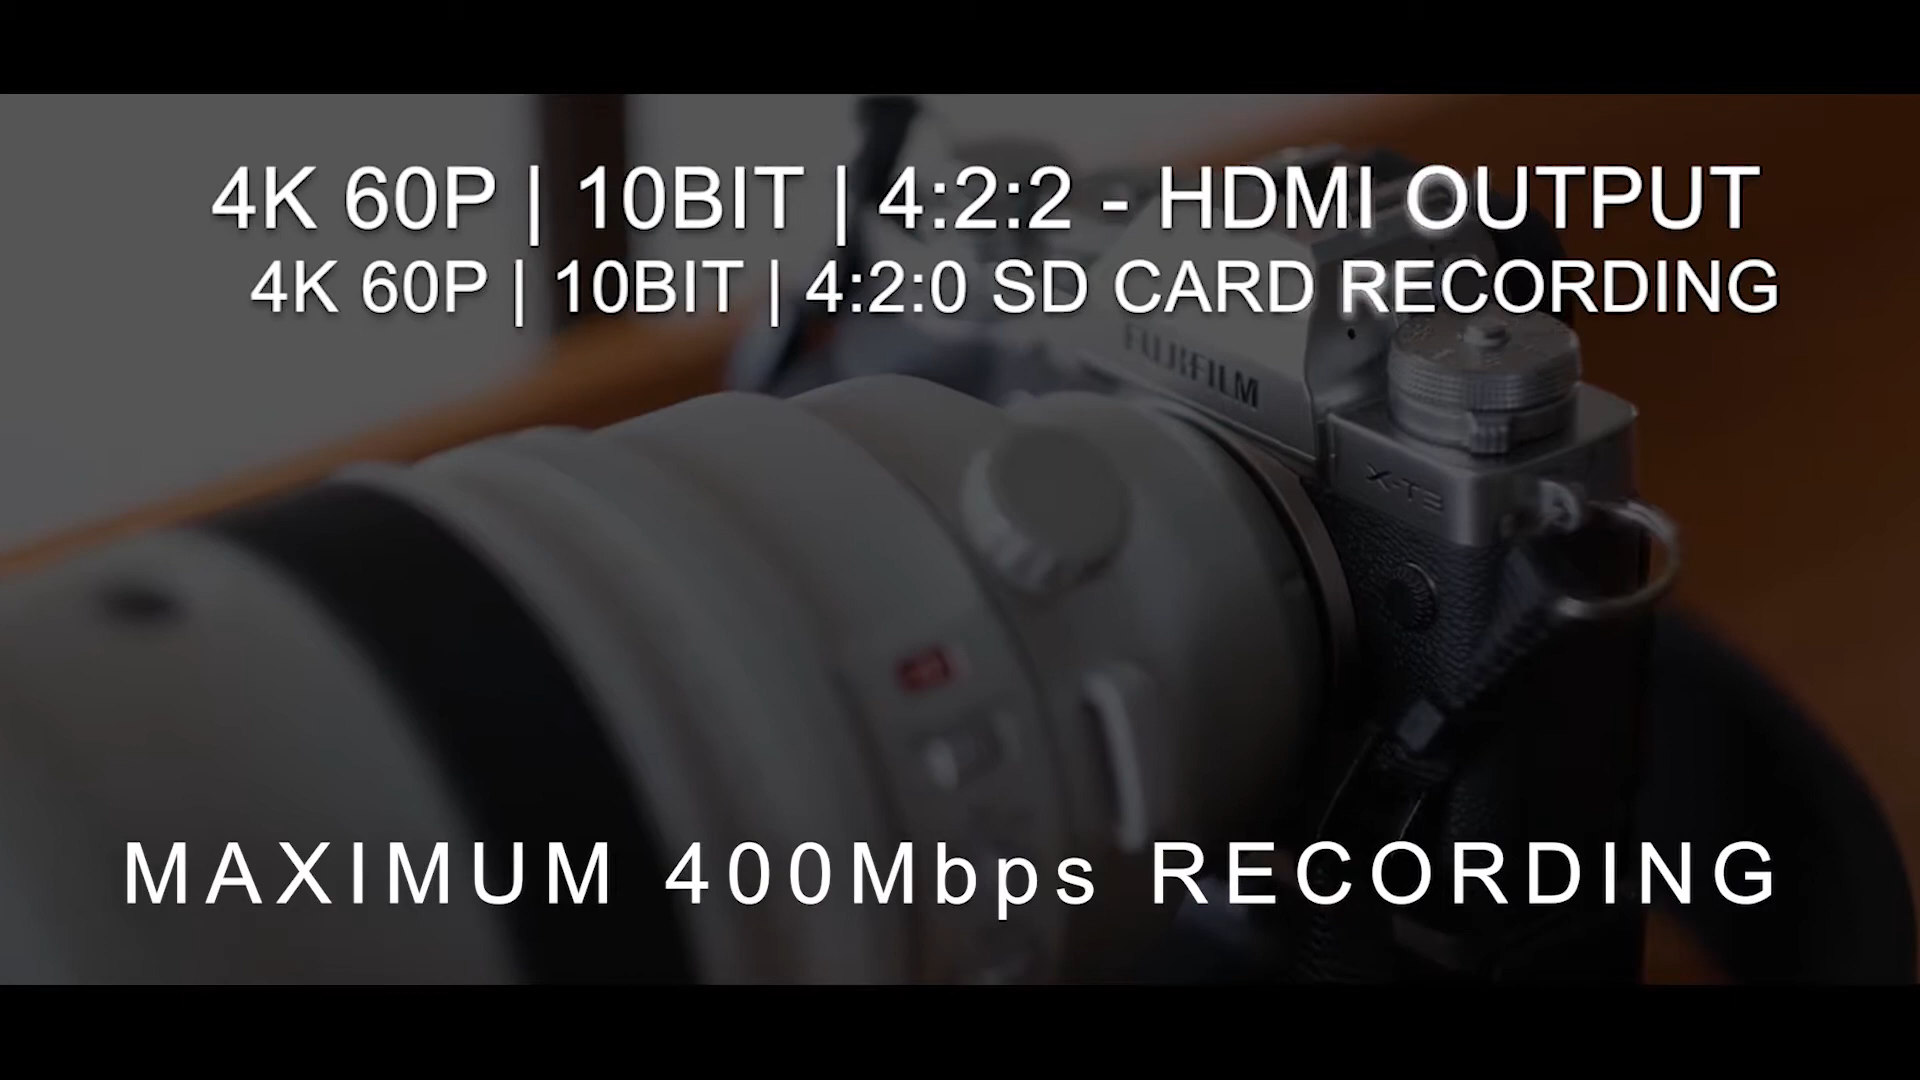 4K 60P | 10BIT | 4:2:2 - HDMI OUTPUT
4K 60P | 10BIT | 4:2:0 SD CARD RECORDING
FUJIFILM
X-T3
MAXIMUM 400Mbps RECORDING